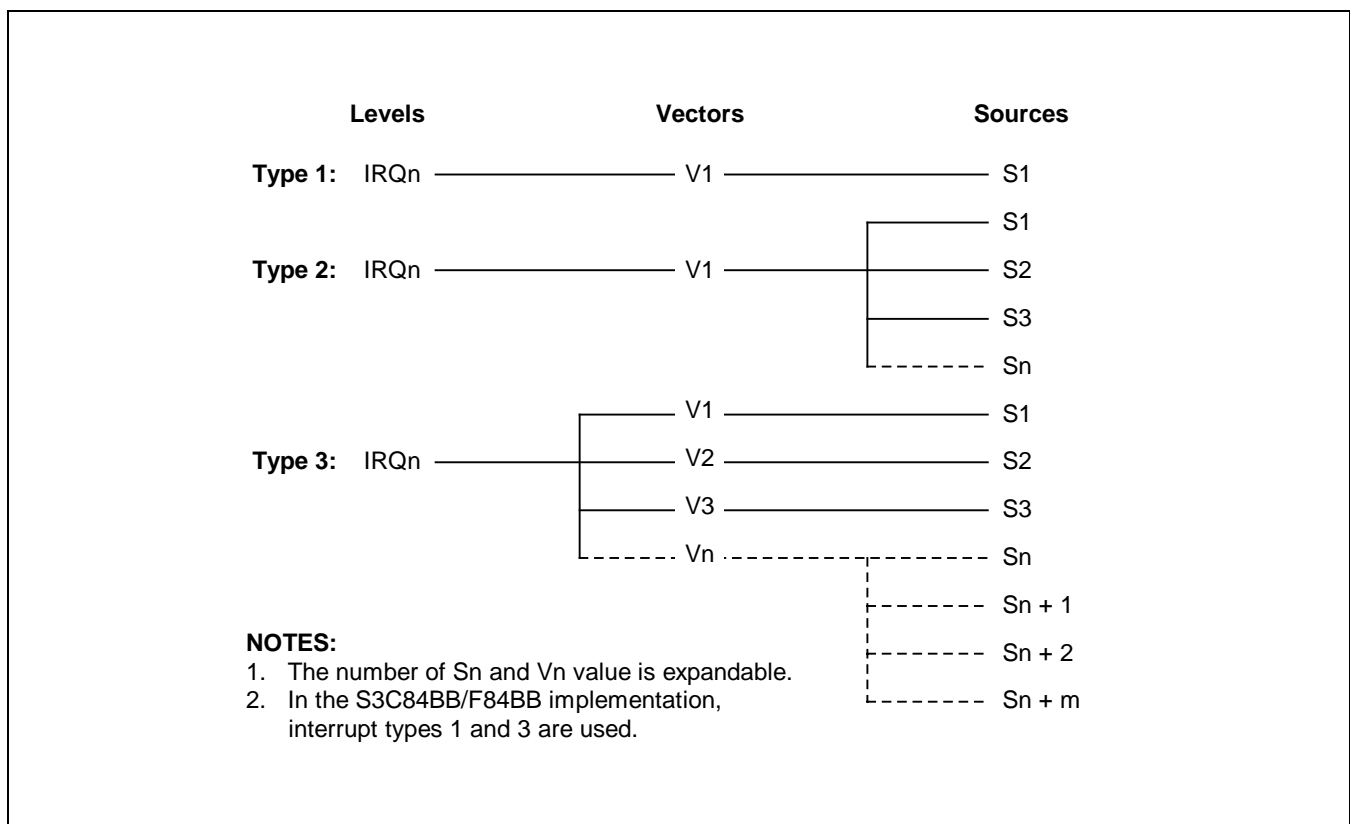 Levels Vectors Sources
Type 1: IRQn V1 S1
S1
Type 2: IRQn V1 S2
S3
Sn
V1 S1
Type 3: IRQn V2 S2
V3 S3
Vn Sn
Sn + 1
NOTES:
1. The number of Sn and Vn value is expandable.
Sn + 2
2. In the S3C84BB/F84BB implementation,
interrupt types 1 and 3 are used.
Sn + m